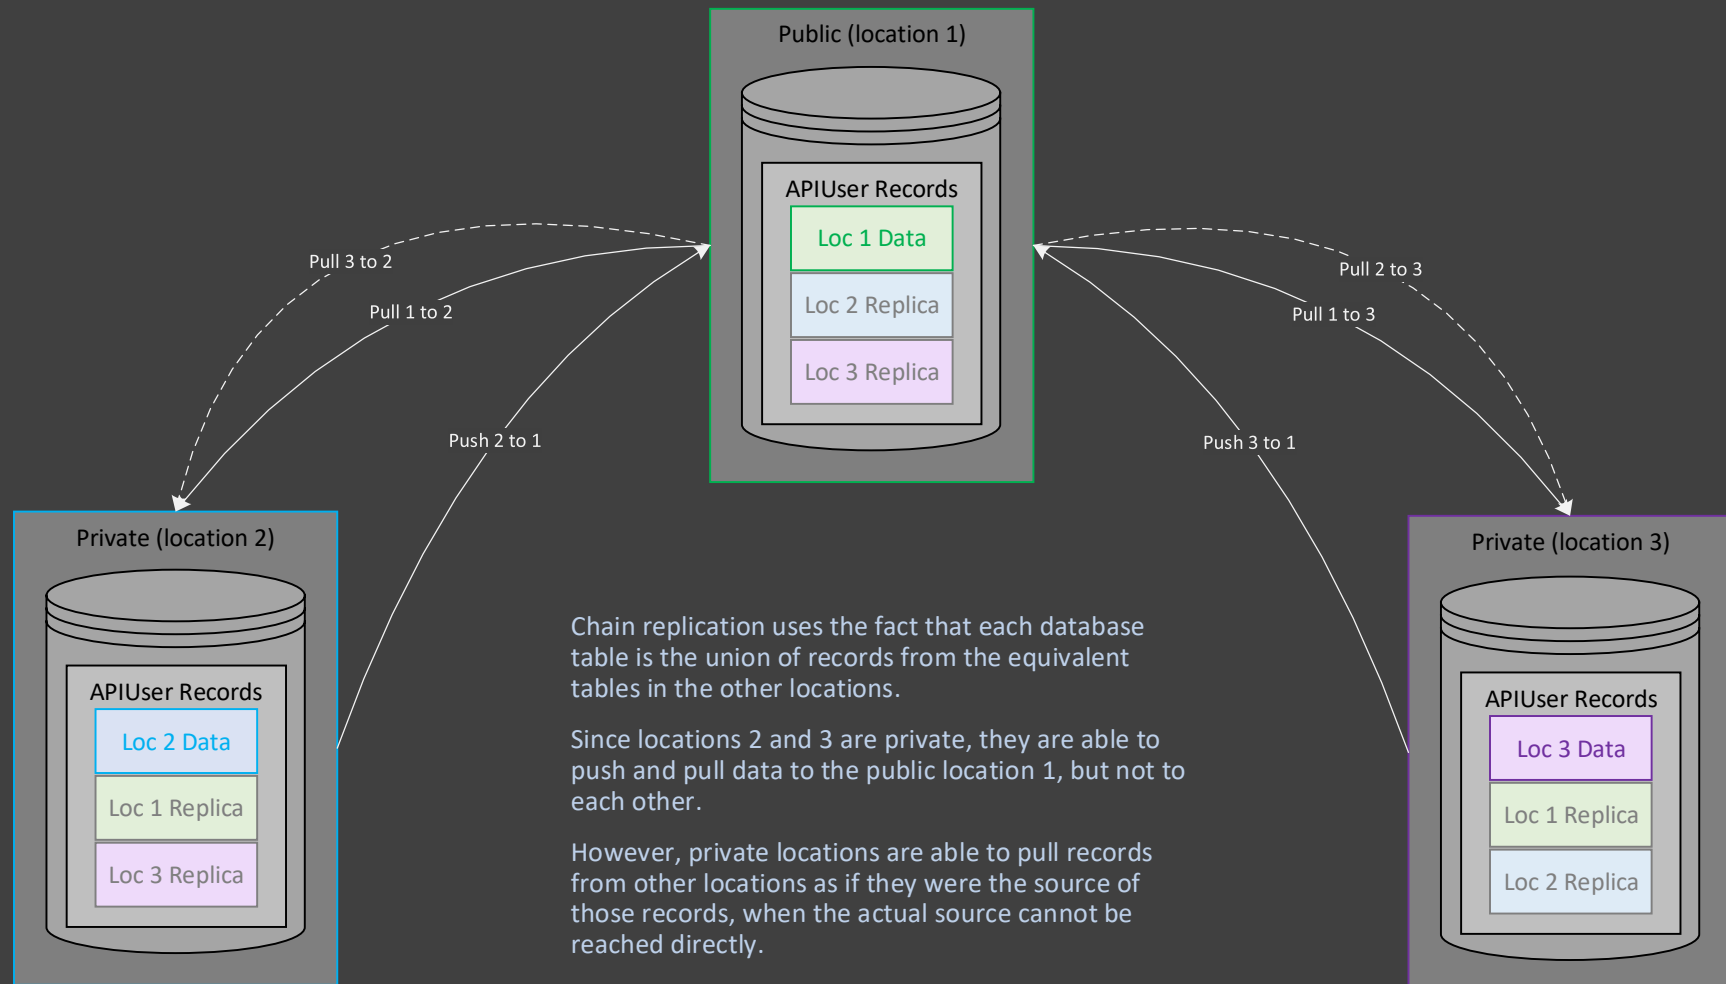 Public (location 1)
APIUser Records
Loc 1 Data
Loc 2 Replica
Loc 3 Replica
Pull 3 to 2
Pull 1 to 2
Push 2 to 1
Pull 2 to 3
Pull 1 to 3
Push 3 to 1
Private (location 2)
APIUser Records
Loc 2 Data
Loc 1 Replica
Loc 3 Replica
Chain replication uses the fact that each database
table is the union of records from the equivalent
tables in the other locations.
Since locations 2 and 3 are private, they are able to
push and pull data to the public location 1, but not to
each other.
However, private locations are able to pull records
from other locations as if they were the source of
those records, when the actual source cannot be
reached directly.
Private (location 3)
APIUser Records
Loc 3 Data
Loc 1 Replica
Loc 2 Replica